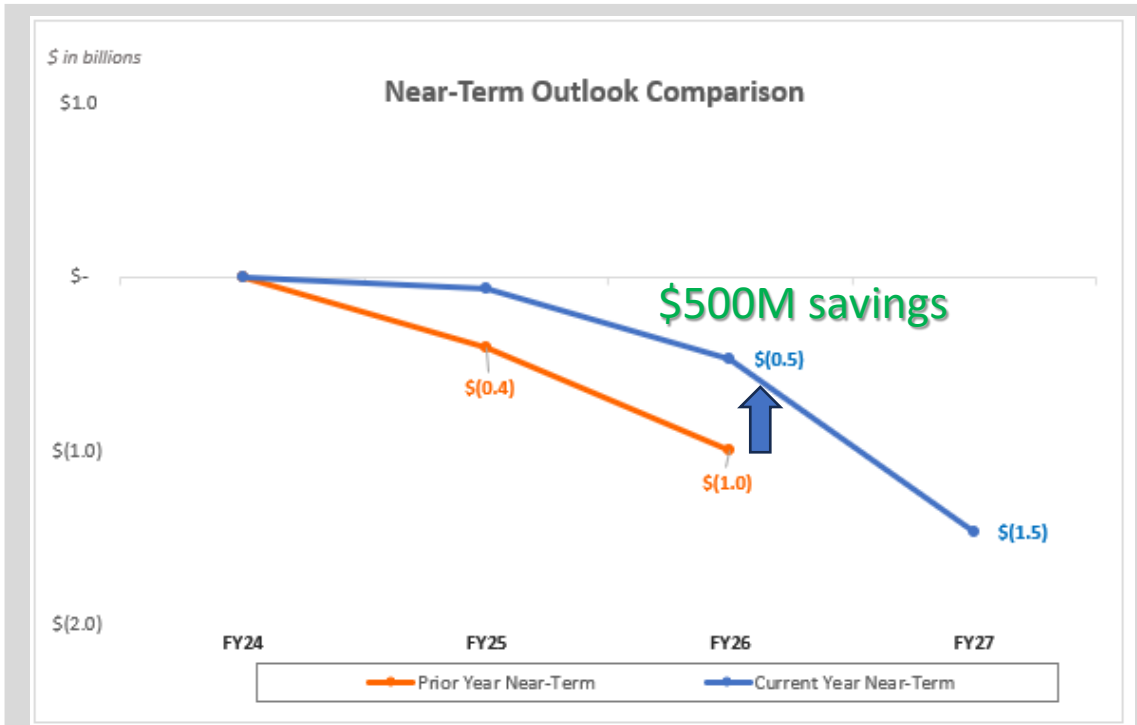 $ in billions
Near-Term Outlook Comparison
$1.0
$-
$500M savings
$(0.5)
$(0.4)
$(1.0)
$(1.0)
$(1.5)
$(2.0)
FY24 FY25 FY26 FY27
Prior Year Near-Term Current Year Near-Term